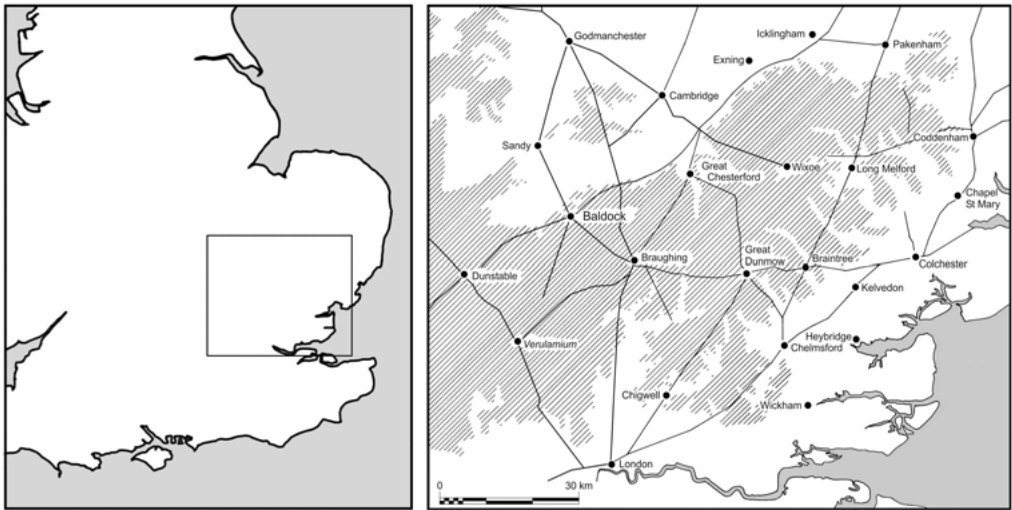 Godmanchester
Icklingham
Pakenham
Exning
Cambridge
Coddenham
Sandy
Great
Chesterford
Wixoe
Long Melford
Chapel
St Mary
Baldock
Great
Dunmow
Braughing
Braintree
Colchester
Dunstable
Kelvedon
Verulamium
Heybridge
Chelmsford
Chigwell
Wickham
London
0
30 km